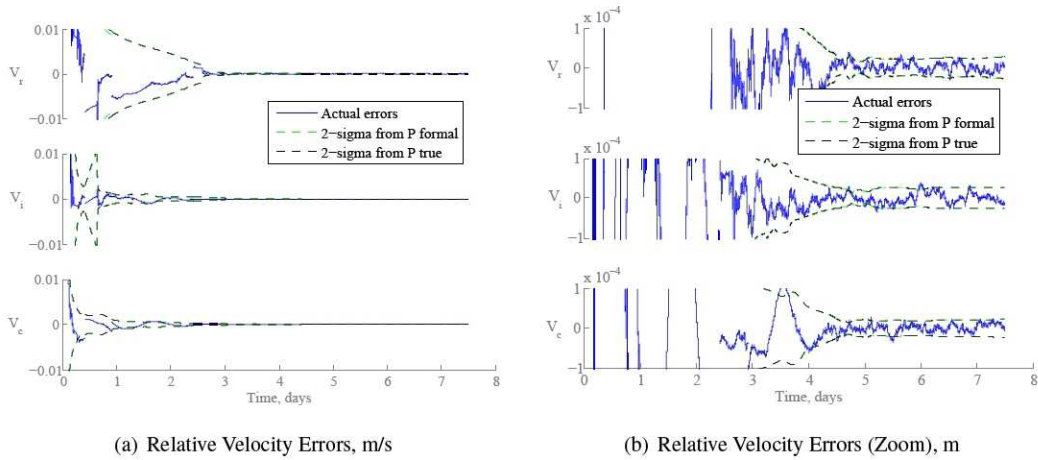 0.01
V_r
0
−0.01
Actual errors
2−sigma from P formal
2−sigma from P true
0.01
V_i
0
−0.01
0.01
V_c
0
−0.01
0 1 2 3 4 5 6 7 8
Time, days
(a) Relative Velocity Errors, m/s
x 10^-4
1
V_r
0
−1
Actual errors
2−sigma from P formal
2−sigma from P true
x 10^-4
1
V_i
0
−1
x 10^-4
1
V_c
0
−1
0 1 2 3 4 5 6 7 8
Time, days
(b) Relative Velocity Errors (Zoom), m